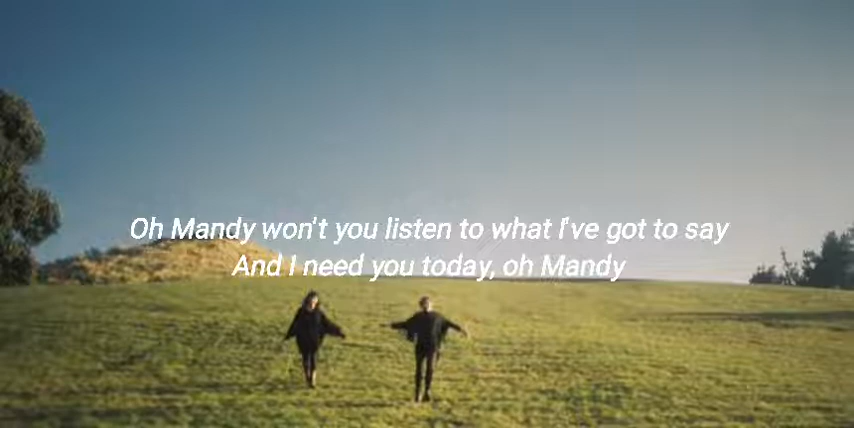 Oh Mandy won't you listen to what I've got to say
And I need you today, oh Mandy